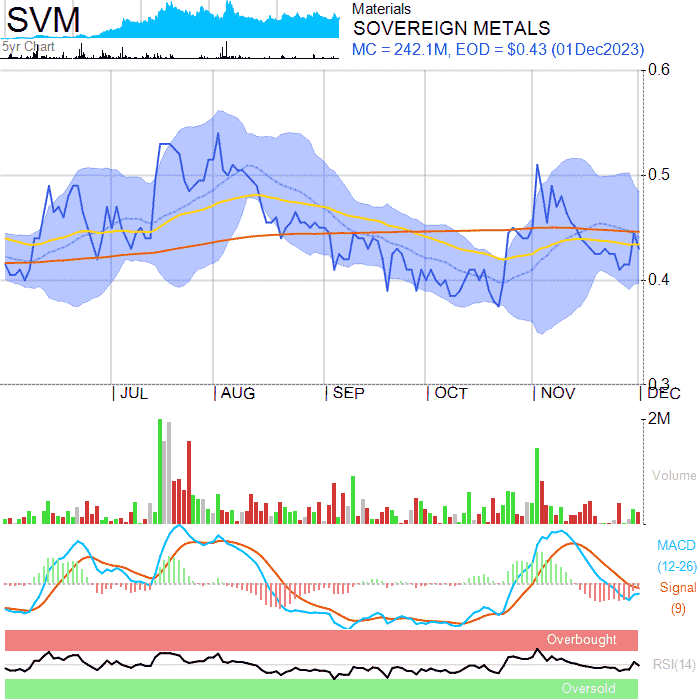 SVM
Materials
SOVEREIGN METALS
MC = 242.1M, EOD = $0.43 (01Dec2023)
5yr Chart
0.6
0.5
0.4
0.3
JUL AUG SEP OCT NOV DEC
2M
Volume
MACD
(12-26)
Signal
(9)
Overbought
RSI(14)
Oversold